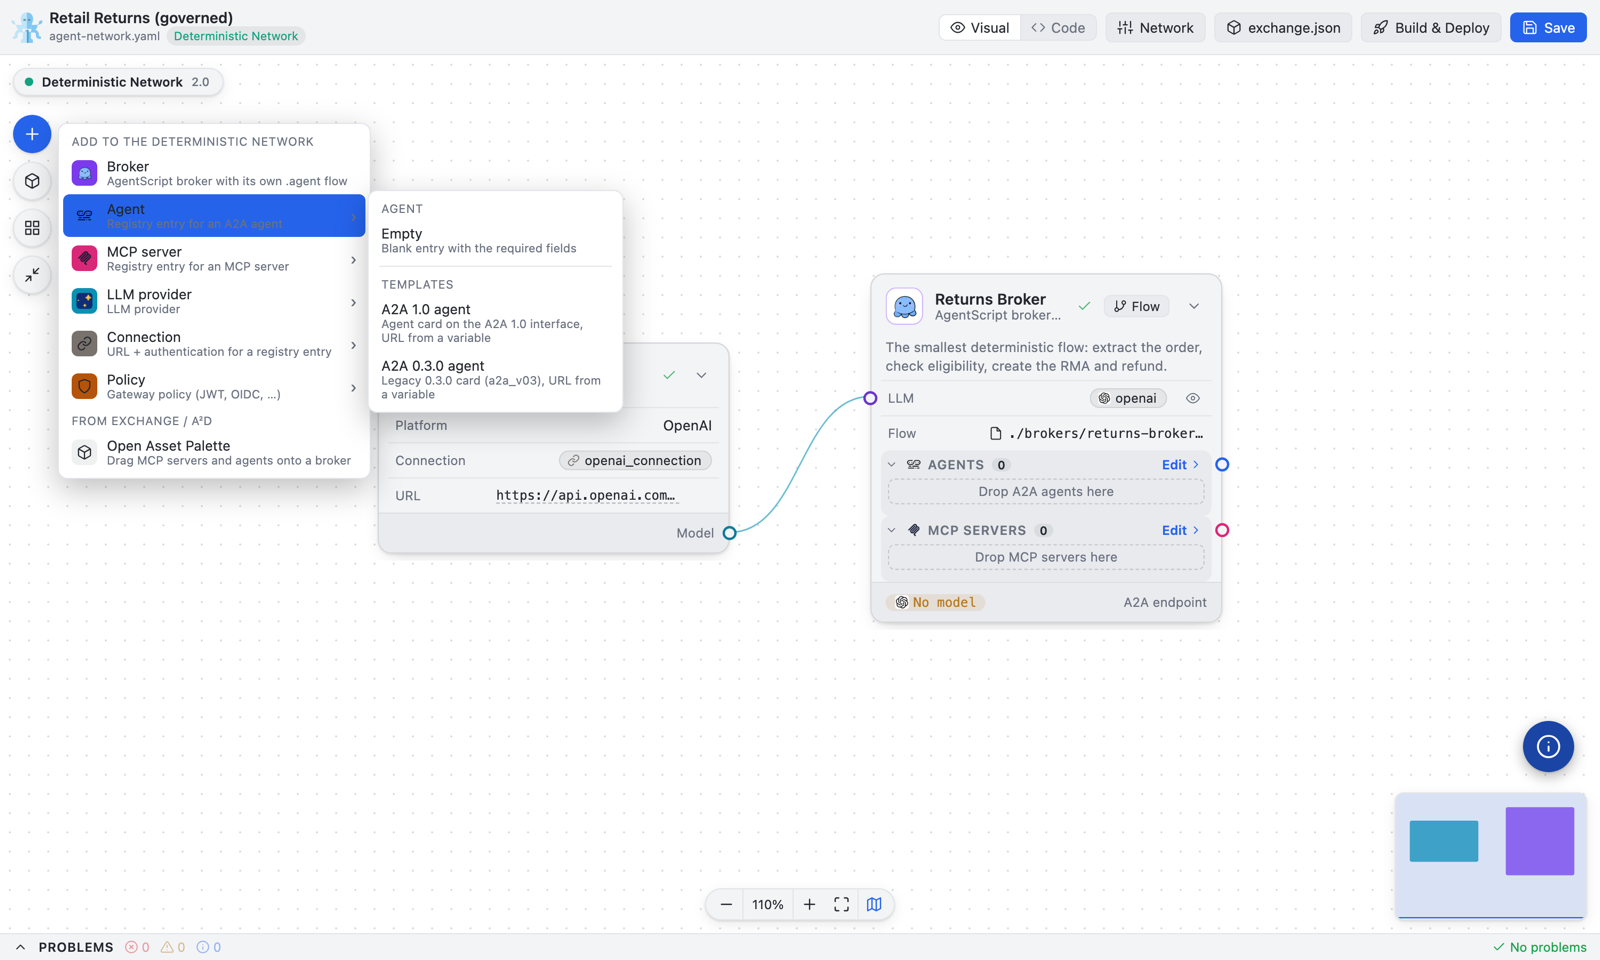 Retail Returns (governed)
agent-network.yaml Deterministic Network
Visual
Code
Network
exchange.json
Build & Deploy
Save
Deterministic Network 2.0
ADD TO THE DETERMINISTIC NETWORK
Broker
AgentScript broker with its own .agent flow
Agent
Registry entry for an A2A agent
MCP server
Registry entry for an MCP server
LLM provider
LLM provider
Connection
URL + authentication for a registry entry
Policy
Gateway policy (JWT, OIDC, ...)
FROM EXCHANGE / A²D
Open Asset Palette
Drag MCP servers and agents onto a broker
AGENT
Empty
Blank entry with the required fields
TEMPLATES
A2A 1.0 agent
Agent card on the A2A 1.0 interface,
URL from a variable
A2A 0.3.0 agent
Legacy 0.3.0 card (a2a_v03), URL from
a variable
Platform OpenAI
Connection openai_connection
URL https://api.openai.com…
Model
Returns Broker
AgentScript broker…
Flow
The smallest deterministic flow: extract the order,
check eligibility, create the RMA and refund.
LLM openai
Flow ./brokers/returns-broker…
AGENTS 0 Edit
Drop A2A agents here
MCP SERVERS 0 Edit
Drop MCP servers here
No model A2A endpoint
110%
PROBLEMS 0 0 0
No problems